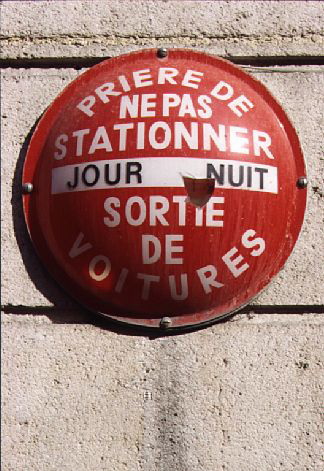 PRIERE DE
NE PAS
STATIONNER
JOUR NUIT
SORTIE
DE
VOITURES